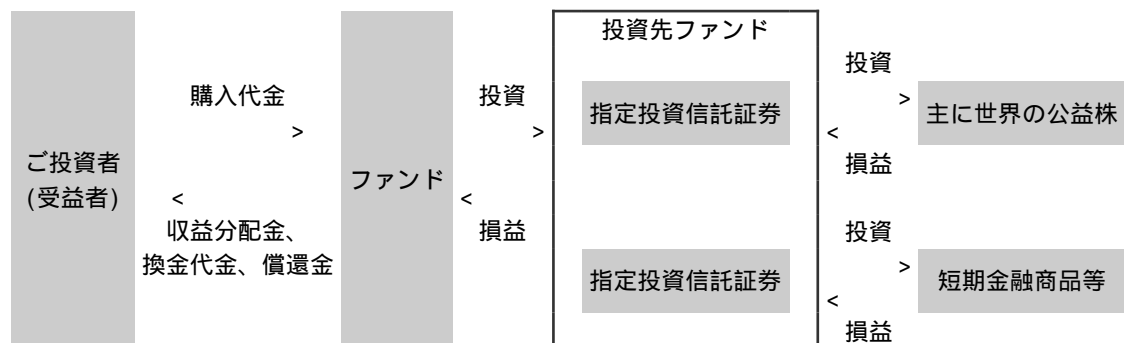 投資先ファンド
投資
購入代金
投資
指定投資信託証券
>
主に世界の公益株
>
>
<
ご投資者
(受益者)
ファンド
損益
<
<
収益分配金、
換金代金、償還金
損益
投資
指定投資信託証券
>
短期金融商品等
<
損益